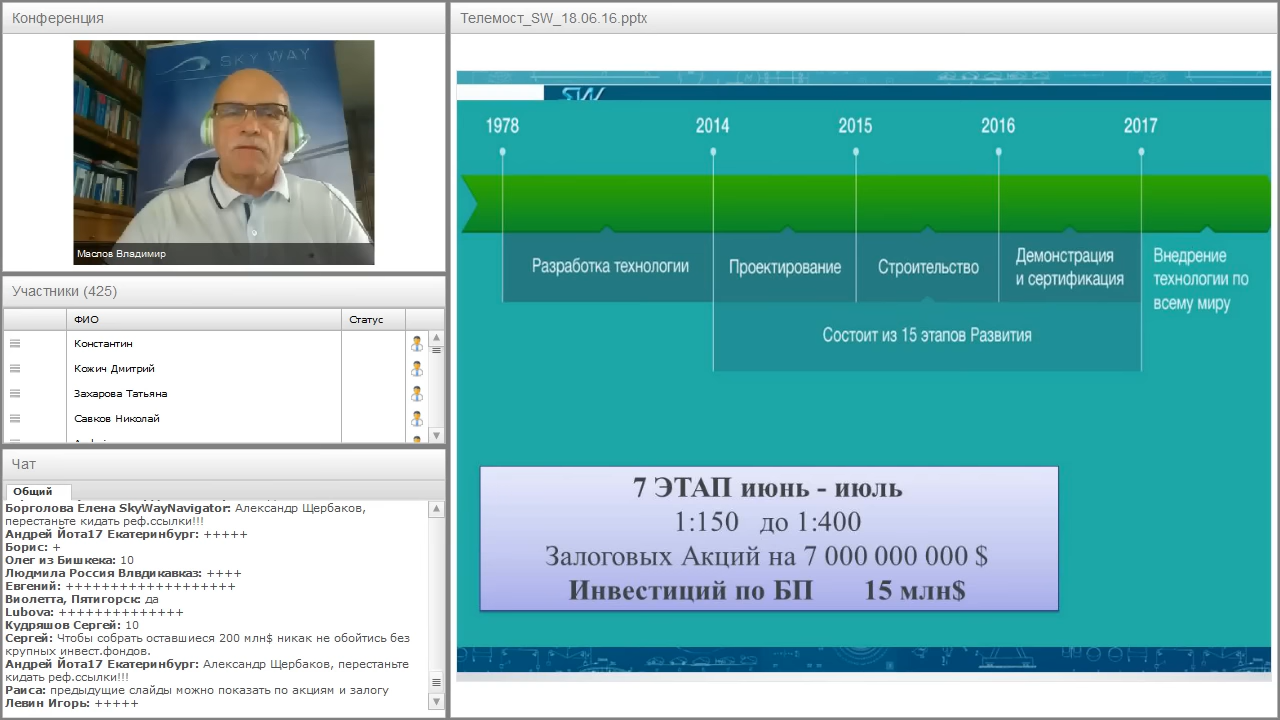 Конференция
SKY WAY
Маслов Владимир
Участники (425)
ФИО
Статус
Константин
Кожич Дмитрий
Захарова Татьяна
Савков Николай
Чат
Общий
Борголова Елена SkyWayNavigator: Александр Щербаков,
перестаньте кидать реф.ссылки!!!
Андрей Йота17 Екатеринбург: +++++
Борис: +
Олег из Бишкека: 10
Людмила Россия Влвдикавказ: ++++
Евгений: +++++++++++++++++++
Виолетта, Пятигорск: да
Lubova: ++++++++++++++
Кудряшов Сергей: 10
Сергей: Чтобы собрать оставшиеся 200 млн$ никак не обойтись без
крупных инвест.фондов.
Андрей Йота17 Екатеринбург: Александр Щербаков, перестаньте
кидать реф.ссылки!!!
Раиса: предыдущие слайды можно показать по акциям и залогу
Левин Игорь: +++++
Телемост_SW_18.06.16.pptx
SW
1978
2014
2015
2016
2017
Разработка технологии
Проектирование
Строительство
Демонстрация
и сертификация
Внедрение
технологии по
всему миру
Состоит из 15 этапов Развития
7 ЭТАП июнь - июль
1:150 до 1:400
Залоговых Акций на 7 000 000 000 $
Инвестиций по БП 15 млн$